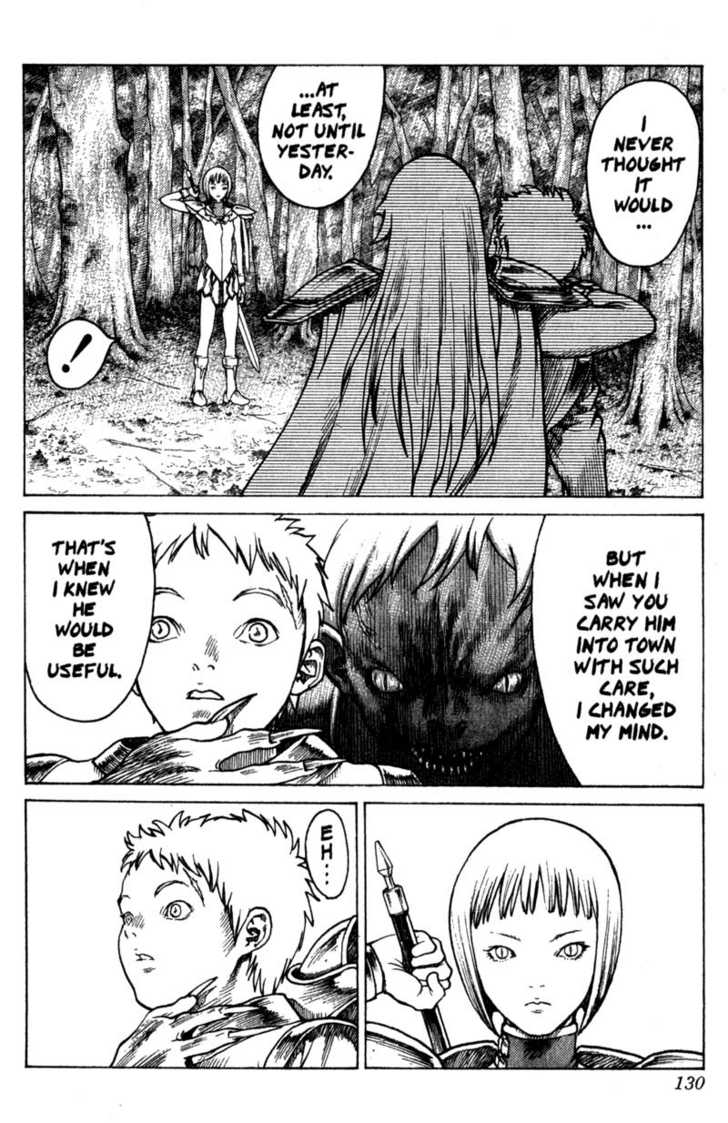 I
NEVER
THOUGHT
IT
WOULD
...
...AT
LEAST,
NOT UNTIL
YESTER-
DAY.
!
BUT
WHEN I
SAW YOU
CARRY HIM
INTO TOWN
WITH SUCH
CARE,
I CHANGED
MY MIND.
THAT'S
WHEN
I KNEW
HE
WOULD
BE
USEFUL.
EH...
130